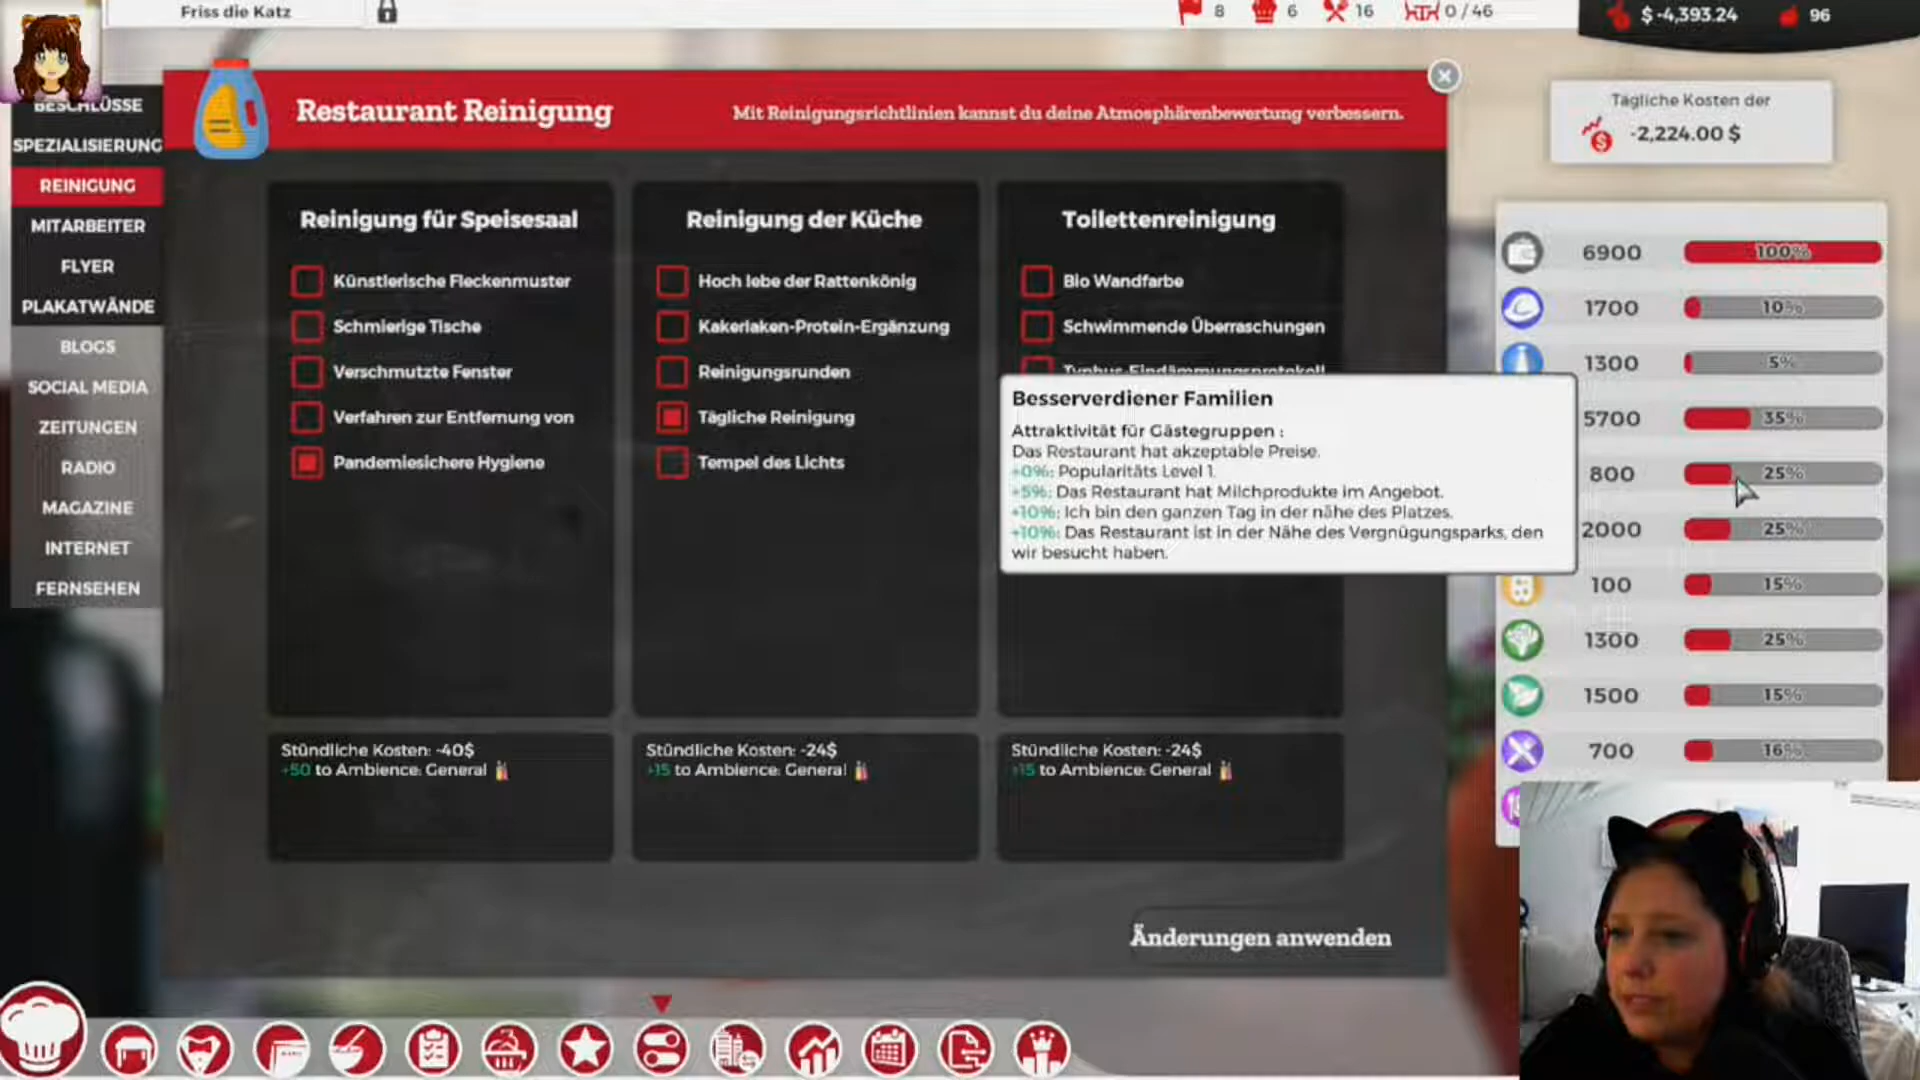 Friss die Katz
8
6
16
0 / 46
$ -4,393.24
96
BESCHLÜSSE
SPEZIALISIERUNG
REINIGUNG
MITARBEITER
FLYER
PLAKATWÄNDE
BLOGS
SOCIAL MEDIA
ZEITUNGEN
RADIO
MAGAZINE
INTERNET
FERNSEHEN
Restaurant Reinigung
Mit Reinigungsrichtlinien kannst du deine Atmosphärenbewertung verbessern.
Reinigung für Speisesaal
Künstlerische Fleckenmuster
Schmierige Tische
Verschmutzte Fenster
Verfahren zur Entfernung von
Pandemiesichere Hygiene
Stündliche Kosten: -40$
+50 to Ambience: General
Reinigung der Küche
Hoch lebe der Rattenkönig
Kakerlaken-Protein-Ergänzung
Reinigungsrunden
Tägliche Reinigung
Tempel des Lichts
Stündliche Kosten: -24$
+15 to Ambience: General
Toilettenreinigung
Bio Wandfarbe
Schwimmende Überraschungen
Typhus-Eindämmungsprotokoll
Stündliche Kosten: -24$
+15 to Ambience: General
Besserverdiener Familien
Attraktivität für Gästegruppen :
Das Restaurant hat akzeptable Preise.
+0%: Popularitäts Level 1.
+5%: Das Restaurant hat Milchprodukte im Angebot.
+10%: Ich bin den ganzen Tag in der nähe des Platzes.
+10%: Das Restaurant ist in der Nähe des Vergnügungsparks, den
wir besucht haben.
Änderungen anwenden
Tägliche Kosten der
-2,224.00 $
6900 100%
1700 10%
1300 5%
5700 35%
800 25%
2000 25%
100 15%
1300 25%
1500 15%
700 16%